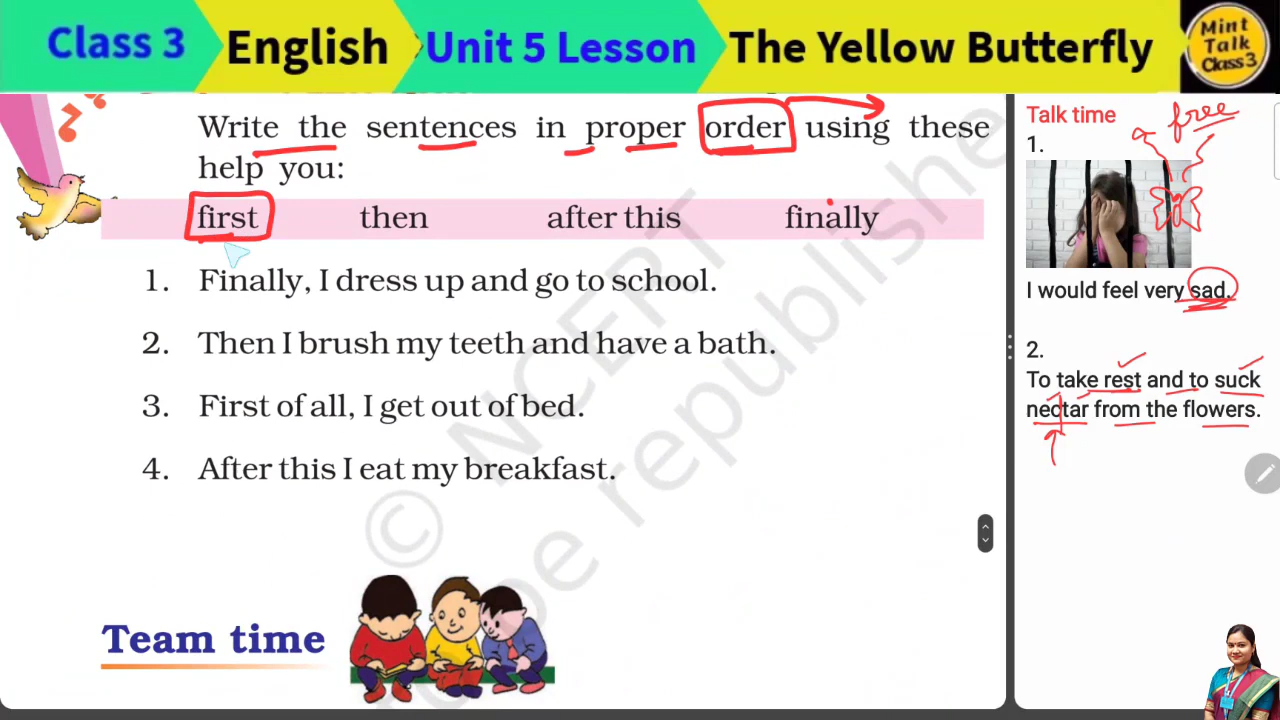 Class 3 English Unit 5 Lesson The Yellow Butterfly
Mint
Talk
Class 3
Write the sentences in proper order using these
help you:
first then after this finally
1. Finally, I dress up and go to school.
2. Then I brush my teeth and have a bath.
3. First of all, I get out of bed.
4. After this I eat my breakfast.
Team time
© NCERT
be republishe
Talk time
free
1.
I would feel very sad.
2.
To take rest and to suck
nectar from the flowers.